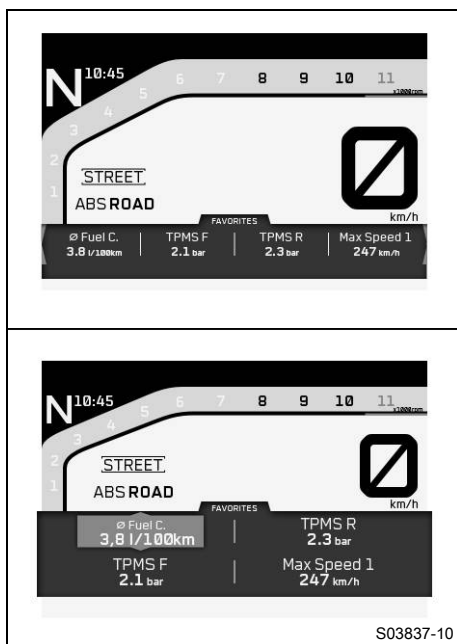 N 10:45
1 2 3 4 5 6 7 8 9 10 11
x1000rpm
STREET
ABS ROAD
0
km/h
FAVORITES
Ø Fuel C. TPMS F TPMS R Max Speed 1
3.8 l/100km 2.1 bar 2.3 bar 247 km/h
N 10:45
1 2 3 4 5 6 7 8 9 10 11
x1000rpm
STREET
ABS ROAD
0
km/h
FAVORITES
Ø Fuel C. TPMS R
3,8 l/100km 2.3 bar
TPMS F Max Speed 1
2.1 bar 247 km/h
S03837-10